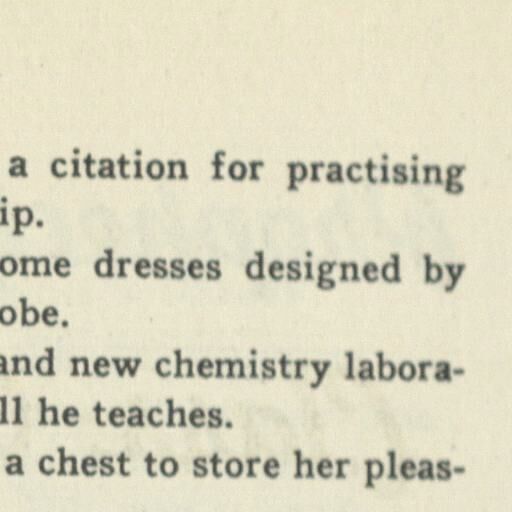 a citation for practising
ip.
ome dresses designed by
obe.
and new chemistry labora-
ll he teaches.
a chest to store her pleas-